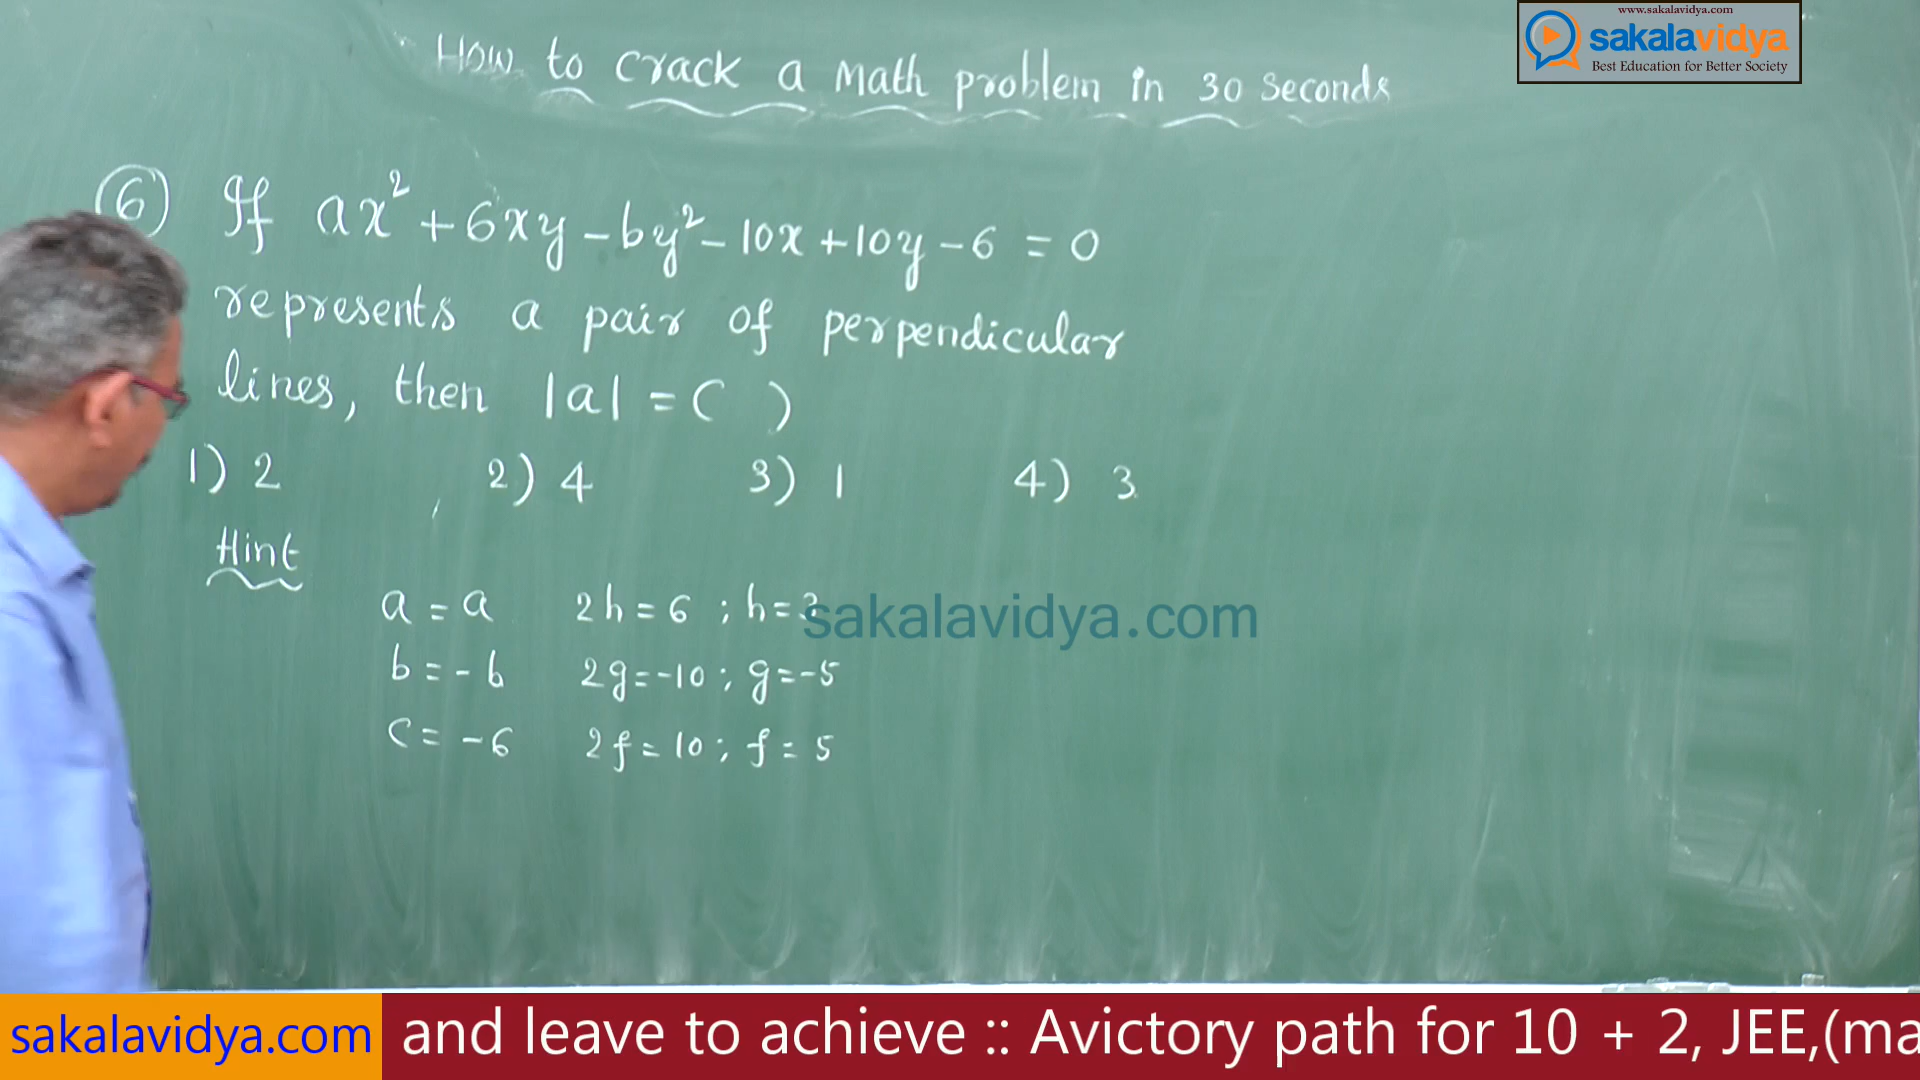 www.sakalavidya.com
sakalavidya
Best Education for Better Society
How to crack a Math problem in 30 seconds
6 If ax² + 6xy - by² - 10x + 10y - 6 = 0
represents a pair of perpendicular
lines, then |a| = ( )
1) 2 2) 4 3) 1 4) 3
Hint
a = a 2h = 6 ; h = 3
b = - b 2g = -10 ; g = -5
c = -6 2f = 10 ; f = 5
sakalavidya.com
sakalavidya.com and leave to achieve :: Avictory path for 10 + 2, JEE,(ma